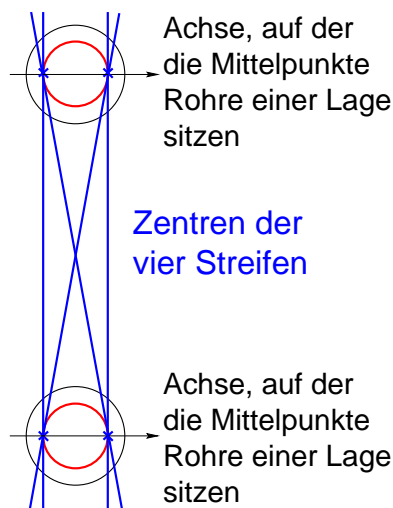 Achse, auf der
die Mittelpunkte
Rohre einer Lage
sitzen
Zentren der
vier Streifen
Achse, auf der
die Mittelpunkte
Rohre einer Lage
sitzen